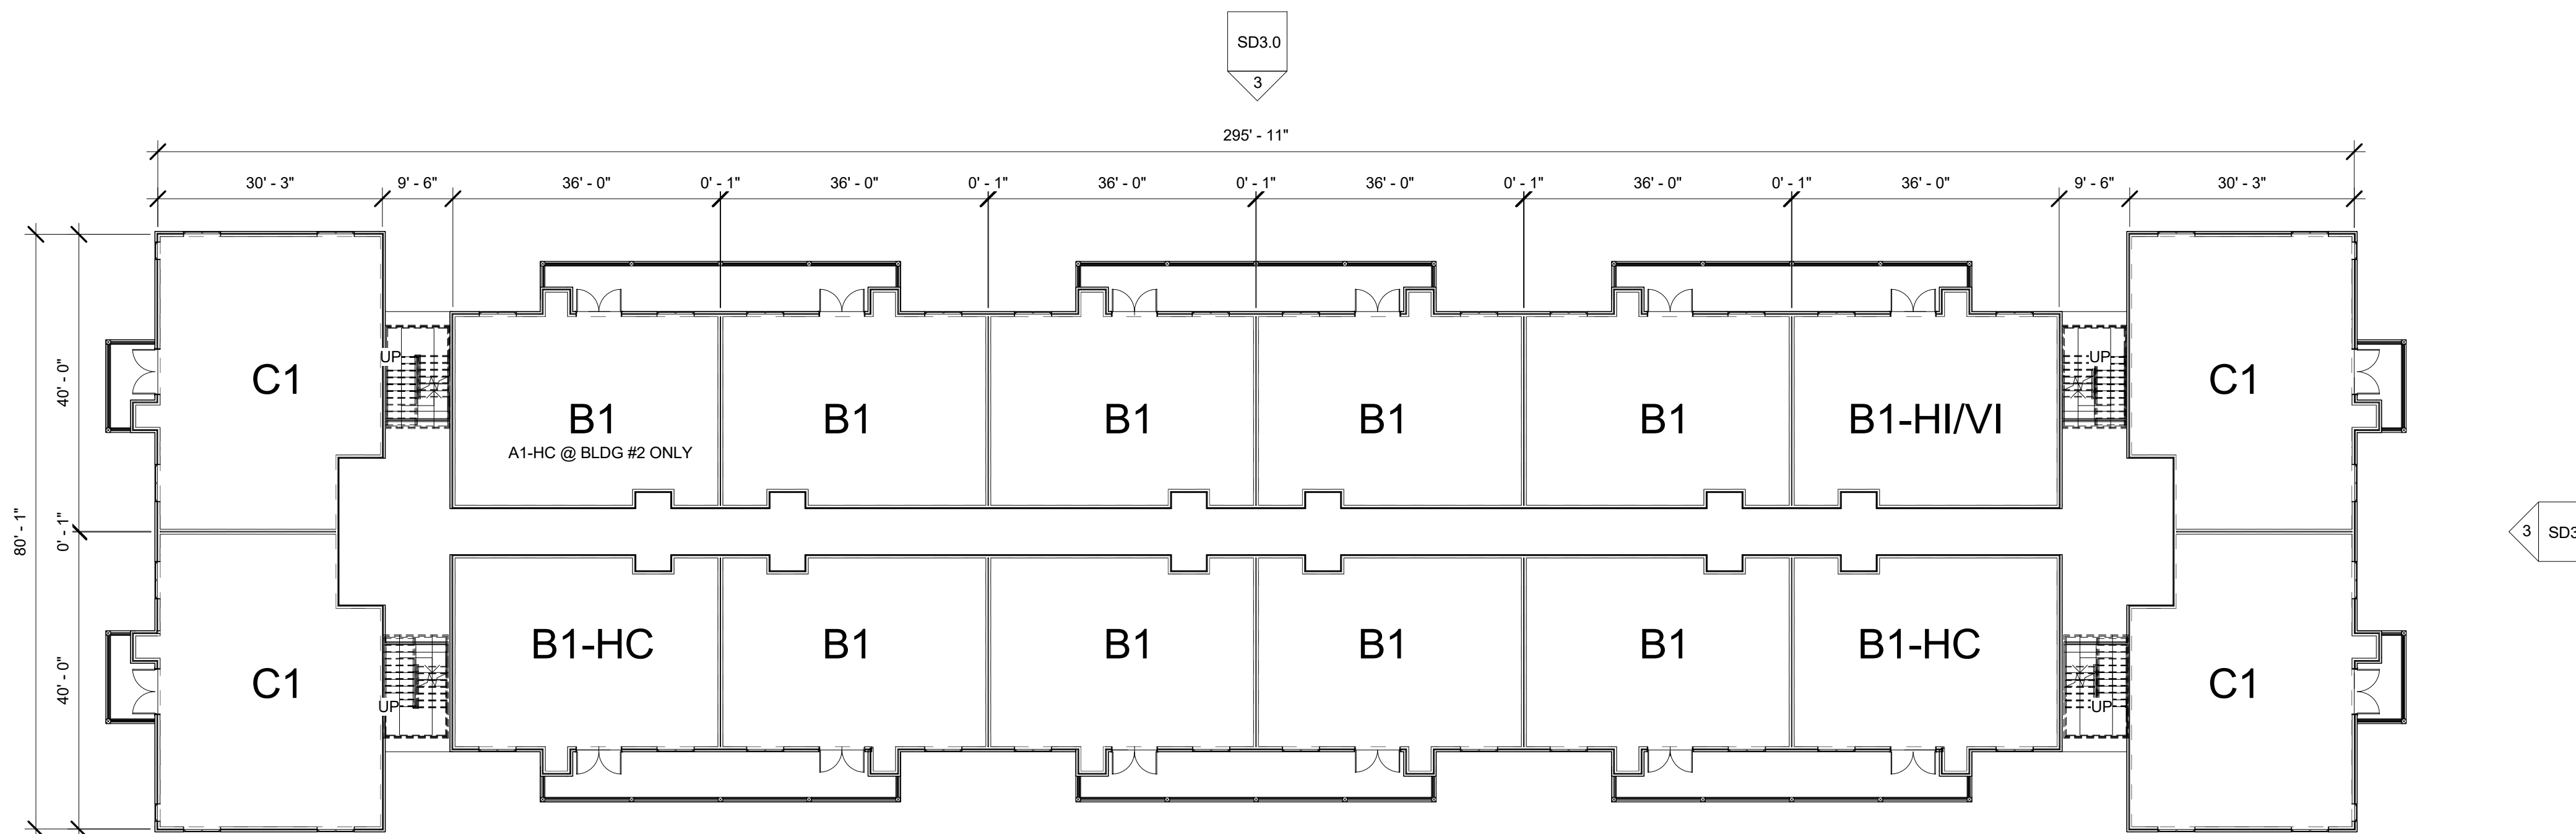 SD3.0
3
295' - 11"
30' - 3"
9' - 6"
36' - 0"
0' - 1"
36' - 0"
0' - 1"
36' - 0"
0' - 1"
36' - 0"
0' - 1"
36' - 0"
0' - 1"
36' - 0"
9' - 6"
30' - 3"
80' - 1"
40' - 0"
0' - 1"
40' - 0"
UP
UP
C1
C1
B1
A1-HC @ BLDG #2 ONLY
B1
B1
B1
B1
B1-HI/VI
3
SD3
B1-HC
B1
B1
B1
B1
B1-HC
C1
C1
UP
UP